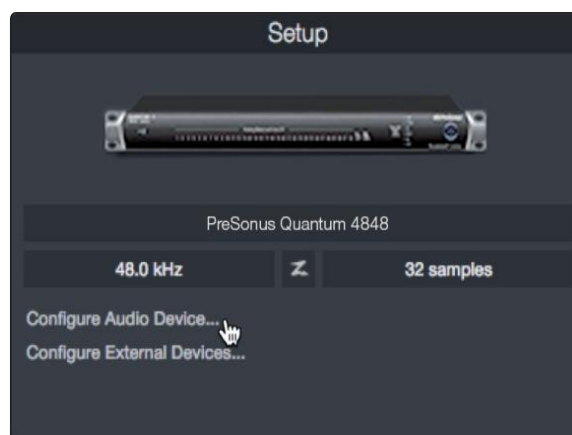 Setup
PreSonus Quantum 4848
48.0 kHz
Z
32 samples
Configure Audio Device...
Configure External Devices...